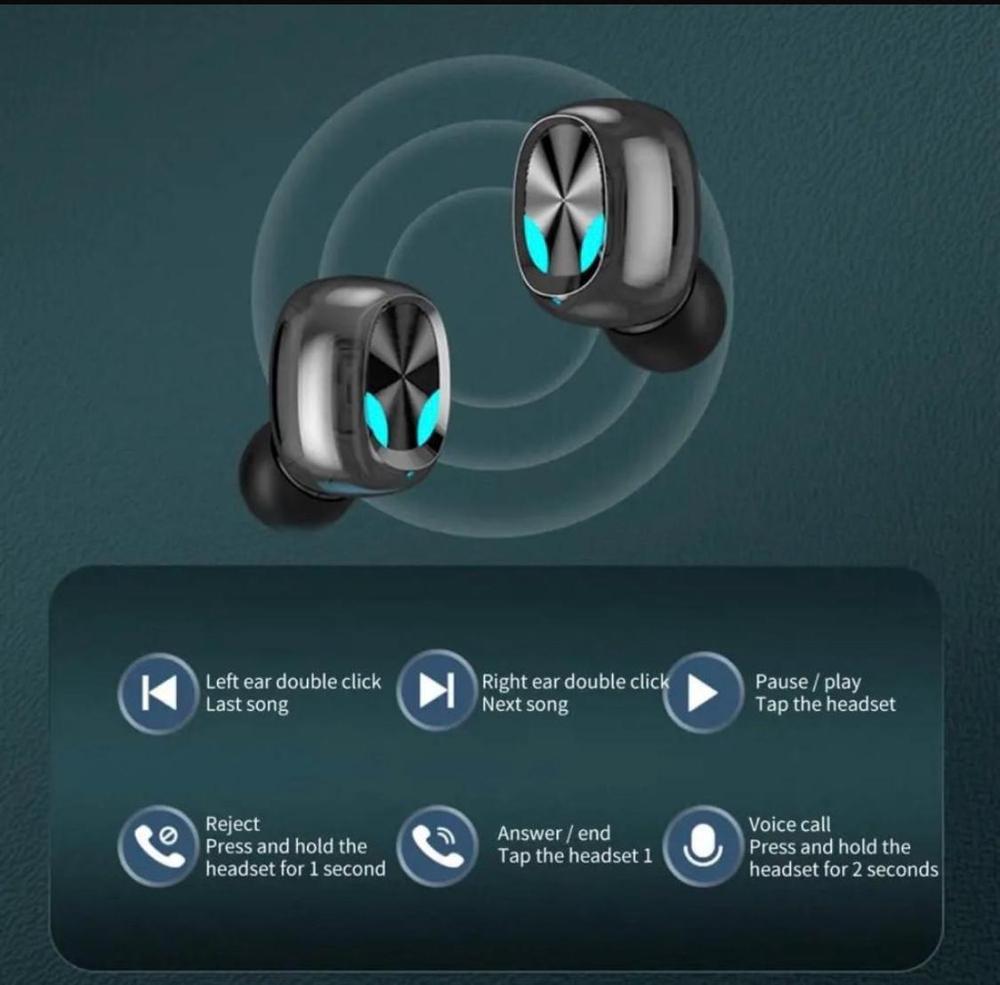 Left ear double click
Last song
Right ear double click
Next song
Pause / play
Tap the headset
Reject
Press and hold the
headset for 1 second
Answer / end
Tap the headset 1
Voice call
Press and hold the
headset for 2 seconds